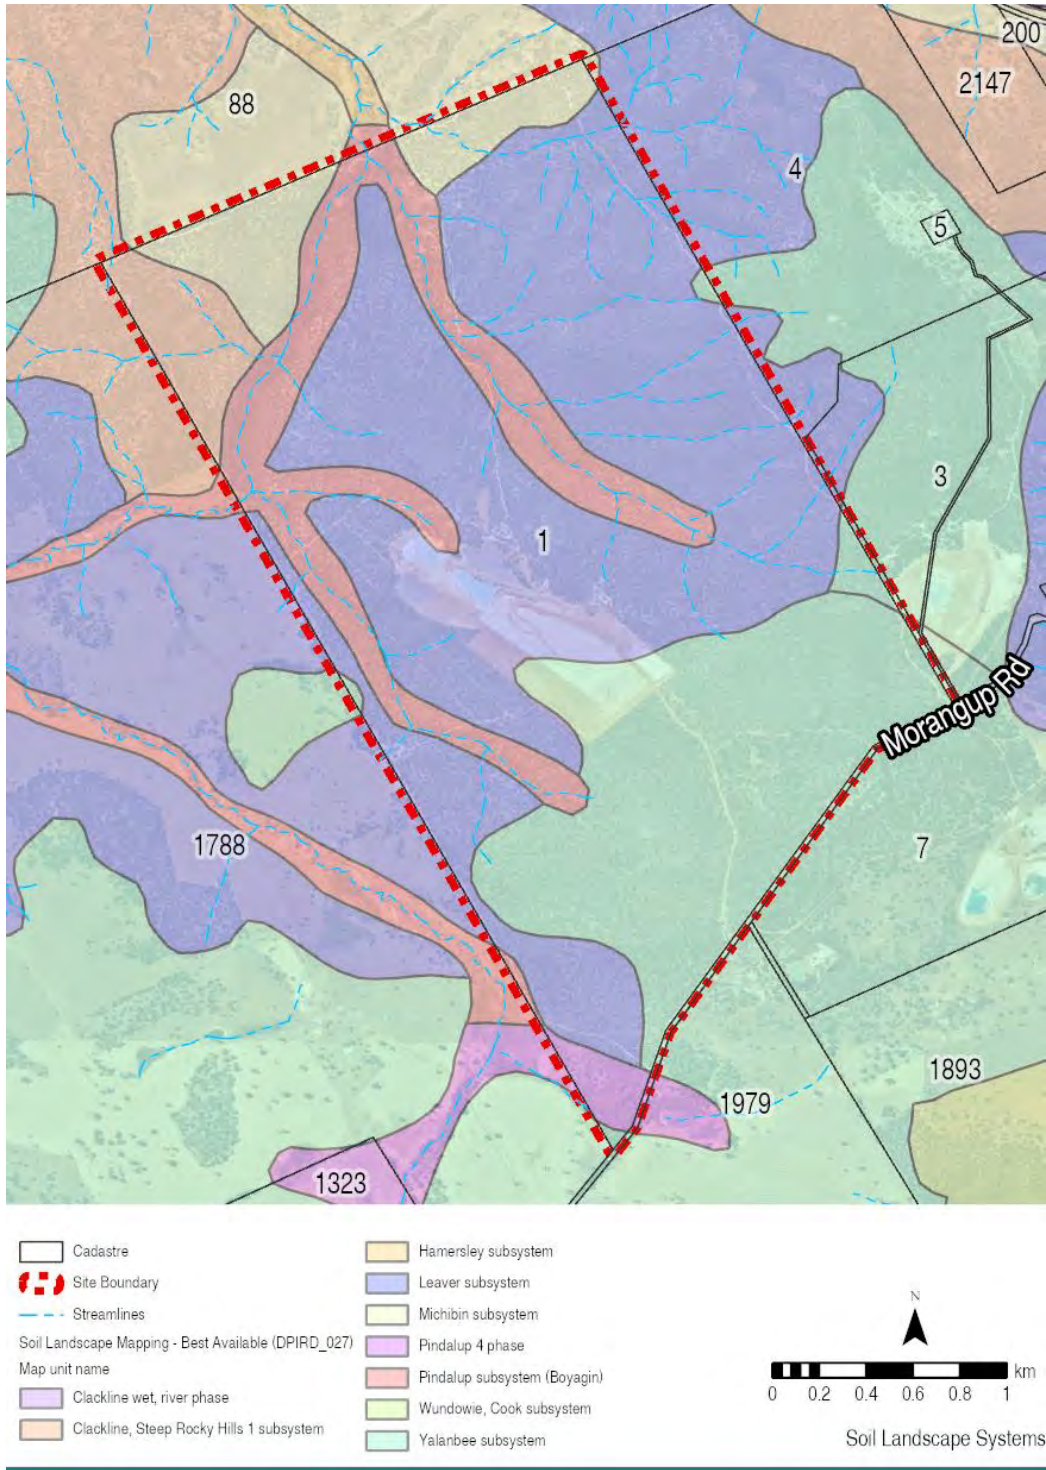 200
2147
88
4
5
3
1
Morangup Rd
7
1788
1893
1979
1323
Cadastre
Site Boundary
Streamlines
Soil Landscape Mapping - Best Available (DPIRD_027)
Map unit name
Clackline wet, river phase
Clackline, Steep Rocky Hills 1 subsystem
Hamersley subsystem
Leaver subsystem
Michibin subsystem
Pindalup 4 phase
Pindalup subsystem (Boyagin)
Wundowie, Cook subsystem
Yalanbee subsystem
N
km
0 0.2 0.4 0.6 0.8 1
Soil Landscape Systems